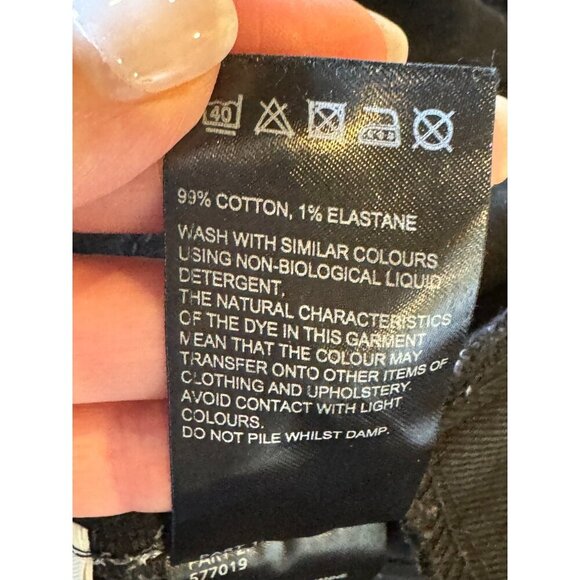 40
99% COTTON, 1% ELASTANE
WASH WITH SIMILAR COLOURS
USING NON-BIOLOGICAL LIQUID
DETERGENT.
THE NATURAL CHARACTERISTICS
OF THE DYE IN THIS GARMENT
MEAN THAT THE COLOUR MAY
TRANSFER ONTO OTHER ITEMS OF
CLOTHING AND UPHOLSTERY.
AVOID CONTACT WITH LIGHT
COLOURS.
DO NOT PILE WHILST DAMP.
577019